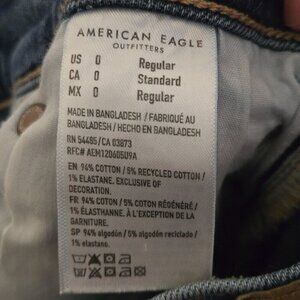 AMERICAN EAGLE
OUTFITTERS
US 0 Regular
CA 0 Standard
MX 0 Regular
MADE IN BANGLADESH / FABRIQUÉ AU
BANGLADESH / HECHO EN BANGLADESH
RN 54485/CA 03873
RFC# AEM1206050U9A
EN 94% COTTON / 5% RECYCLED COTTON /
1% ELASTANE. EXCLUSIVE OF
DECORATION.
FR 94% COTON / 5% COTON RÉGÉNÉRÉ /
1% ÉLASTHANNE. À L'EXCEPTION DE LA
GARNITURE.
SP 94% algodón / 5% algodón reciclado /
1% elastano.